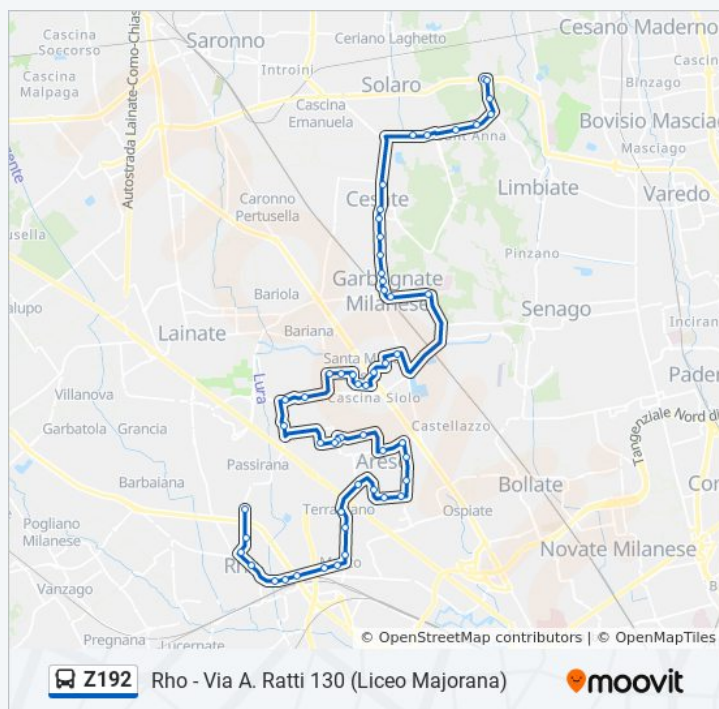 Cesano Maderno
Cascina
Soccorso
Saronno
Ceriano Laghetto
Cascina
Malpaga
Introini
Solaro
Binzago
Cascina
Emanuela
Bovisio Masciag
Masciago
Autostrada Lainate-Como-Chias
Limbiate
Varedo
Caronno
Pertusella
Cesate
Pinzano
Garbagnate
Milanese
Bariola
Senago
Bariana
Incirano
Lainate
Santa M
Paderno
Villanova
Lura
Cascina Siolo
Castellazzo
Garbatola
Grancia
Passirana
Arese
Bollate
Tangenziale Nord di
Barbaiana
Terrazzano
Ospiate
Pogliano
Milanese
Novate Milanese
Rho
Vanzago
Pregnana
Lucernate
© OpenStreetMap contributors | © OpenMapTiles
Z192
Rho - Via A. Ratti 130 (Liceo Majorana)
moovit